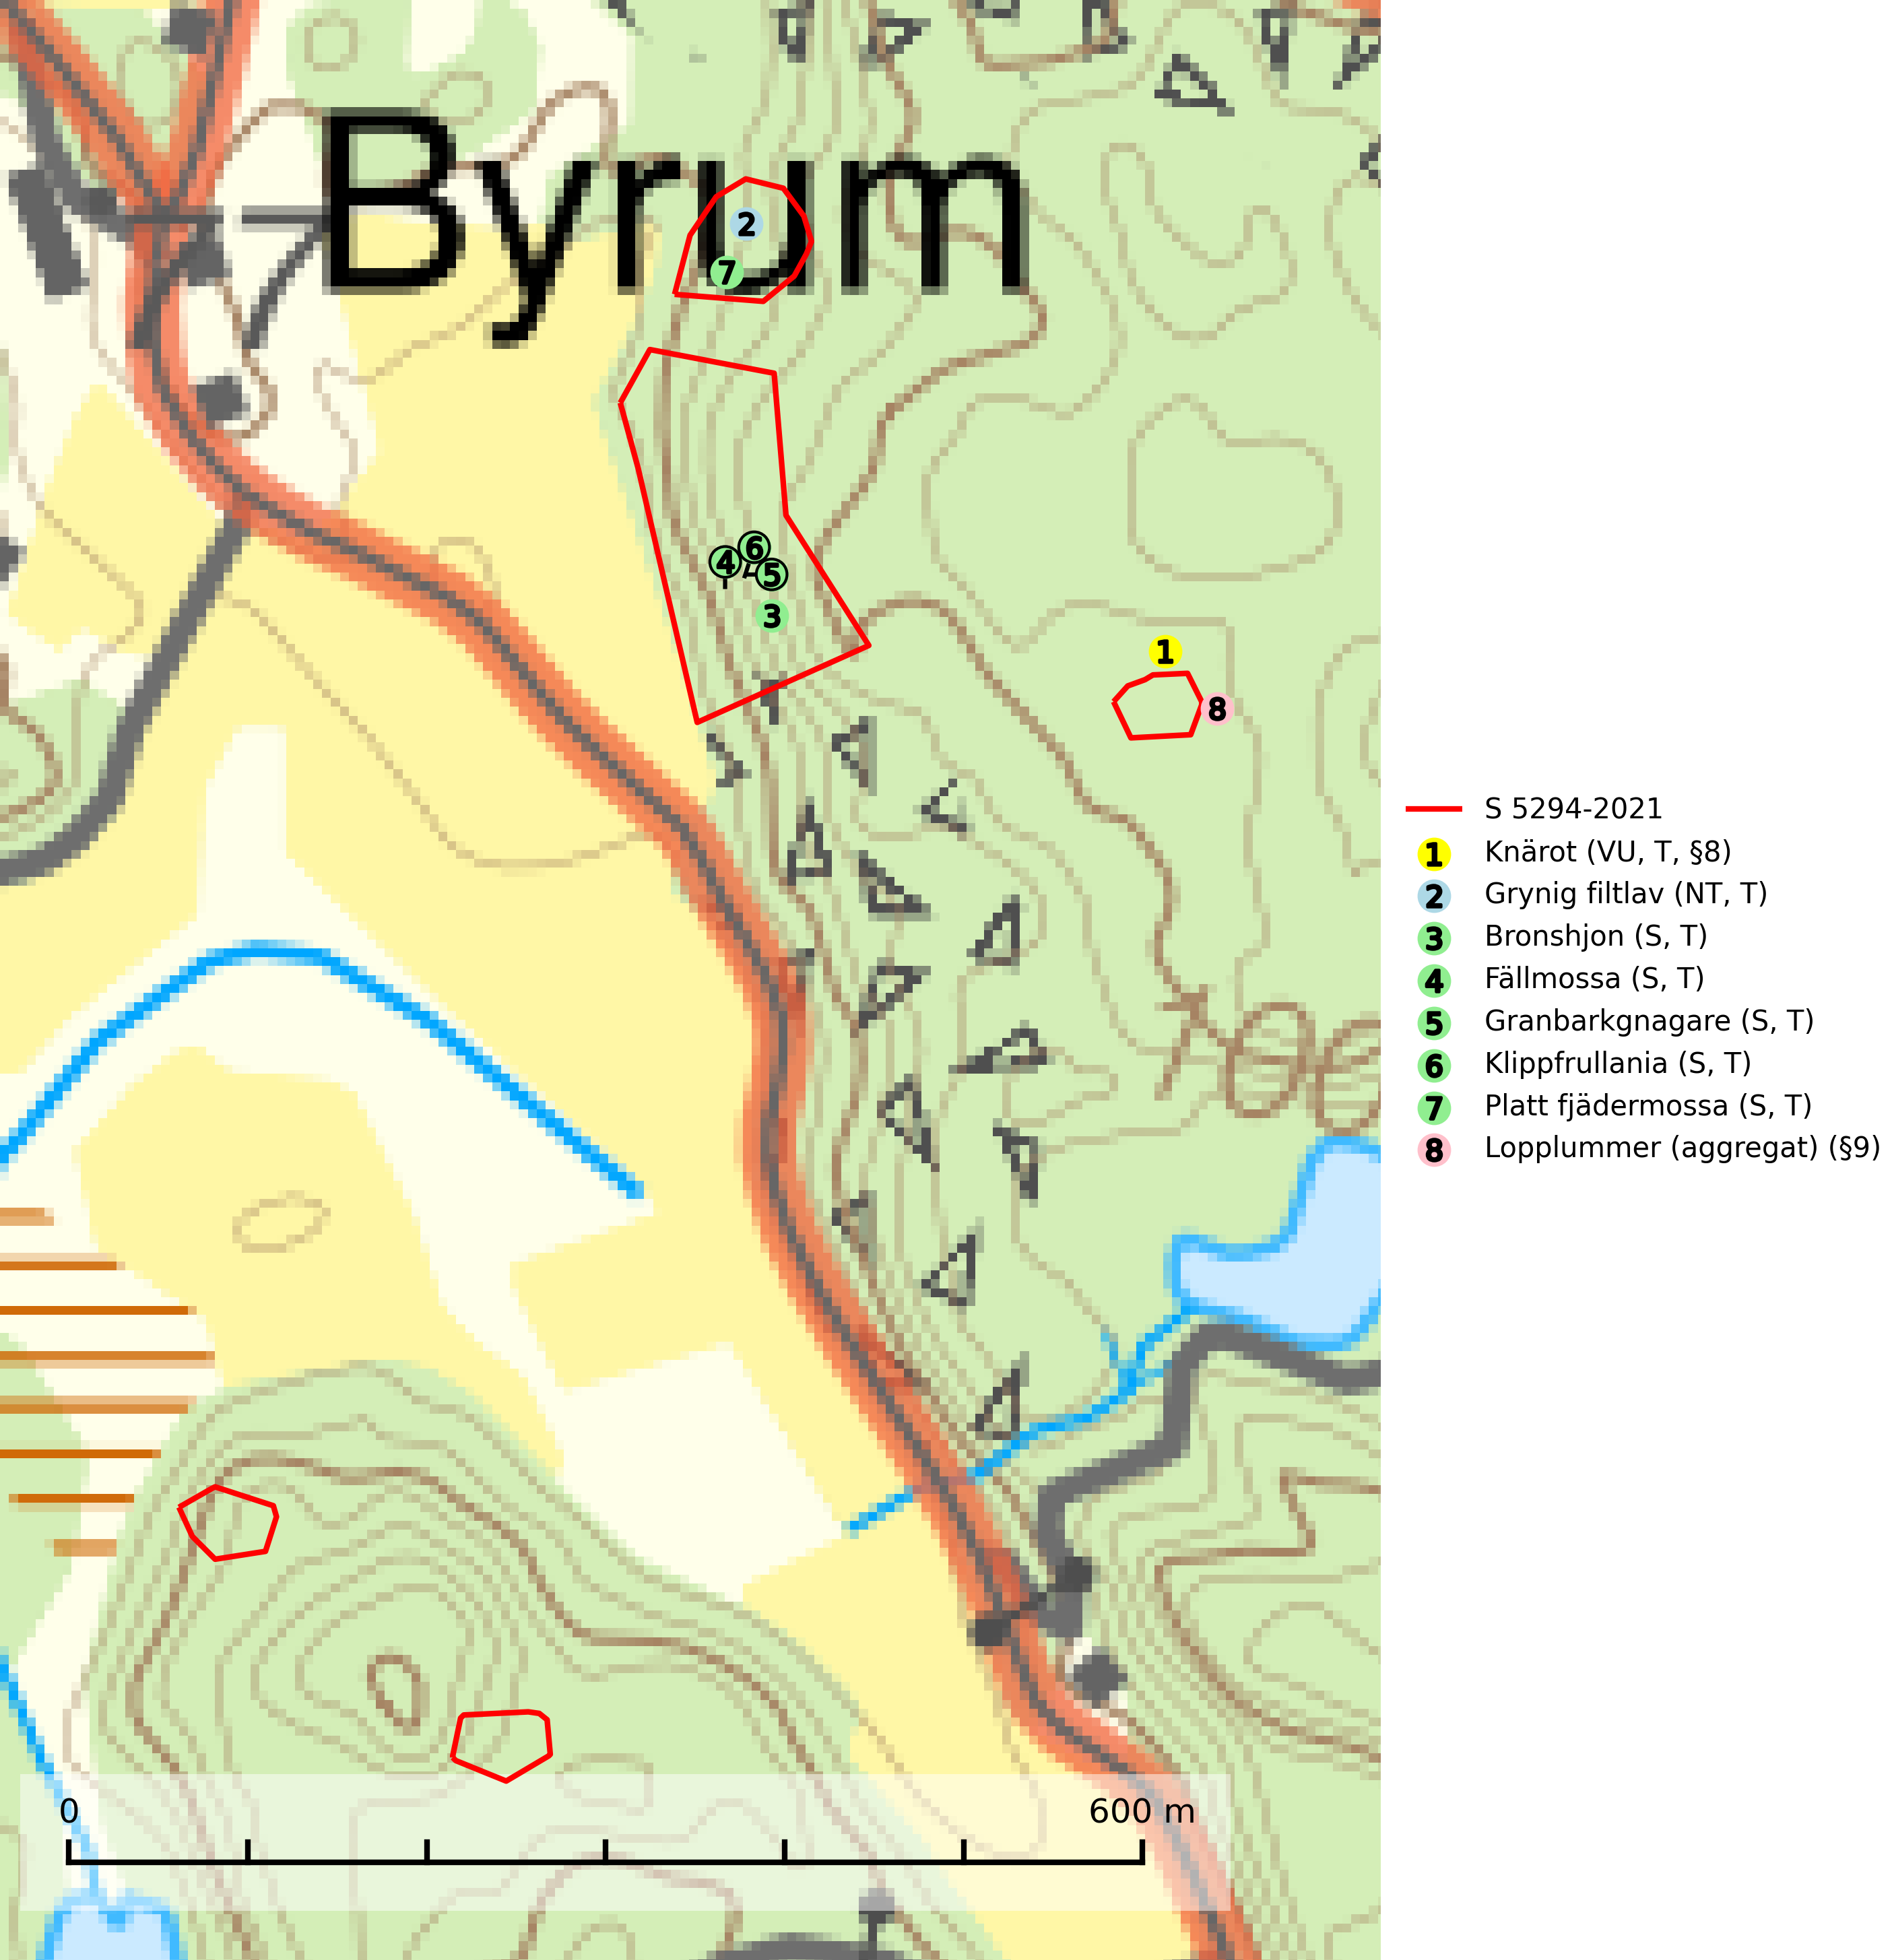 Byrum
2
7
6
4
5
3
1
8
S 5294-2021
1 Knärot (VU, T, §8)
2 Grynig filtlav (NT, T)
3 Bronshjon (S, T)
4 Fällmossa (S, T)
5 Granbarkgnagare (S, T)
6 Klippfrullania (S, T)
7 Platt fjädermossa (S, T)
8 Lopplummer (aggregat) (§9)
0 600 m